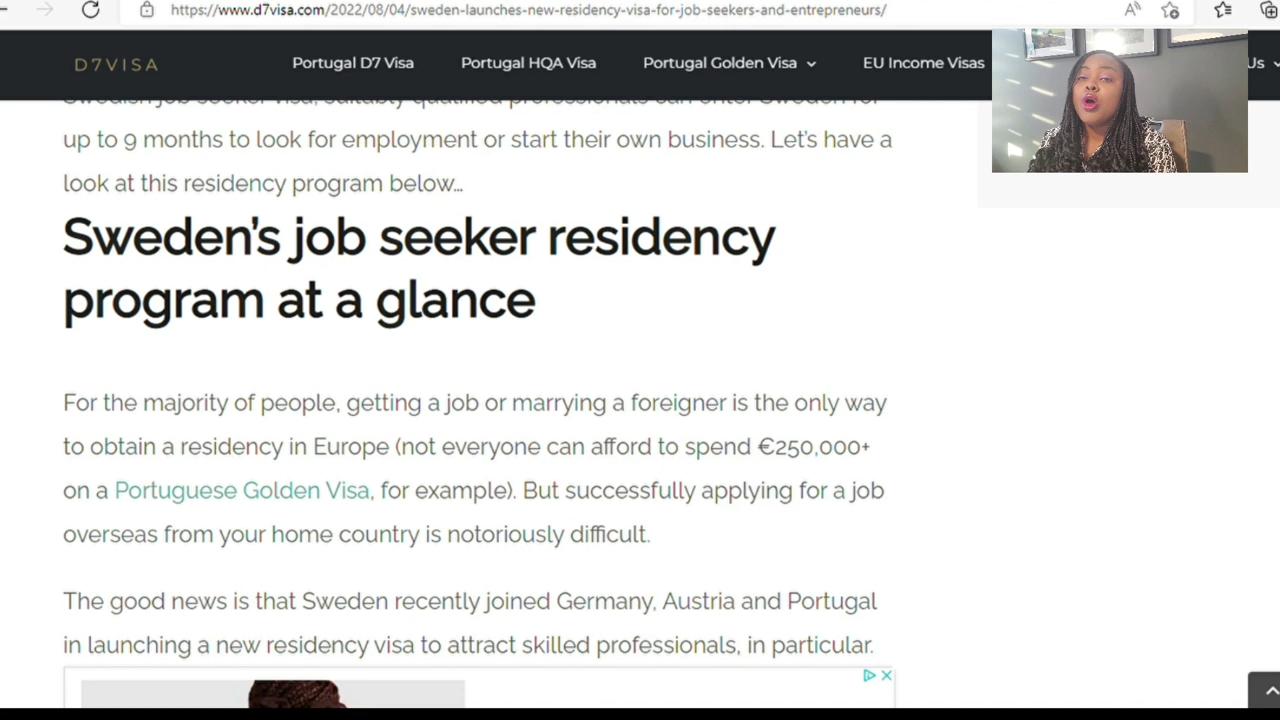 https://www.d7visa.com/2022/08/04/sweden-launches-new-residency-visa-for-job-seekers-and-entrepreneurs/
D7VISA
Portugal D7 Visa
Portugal HQA Visa
Portugal Golden Visa
EU Income Visas
Us
Swedish job seeker visa, suitably qualified professionals can enter Sweden for
up to 9 months to look for employment or start their own business. Let's have a
look at this residency program below...
Sweden's job seeker residency
program at a glance
For the majority of people, getting a job or marrying a foreigner is the only way
to obtain a residency in Europe (not everyone can afford to spend €250,000+
on a Portuguese Golden Visa, for example). But successfully applying for a job
overseas from your home country is notoriously difficult.
The good news is that Sweden recently joined Germany, Austria and Portugal
in launching a new residency visa to attract skilled professionals, in particular.